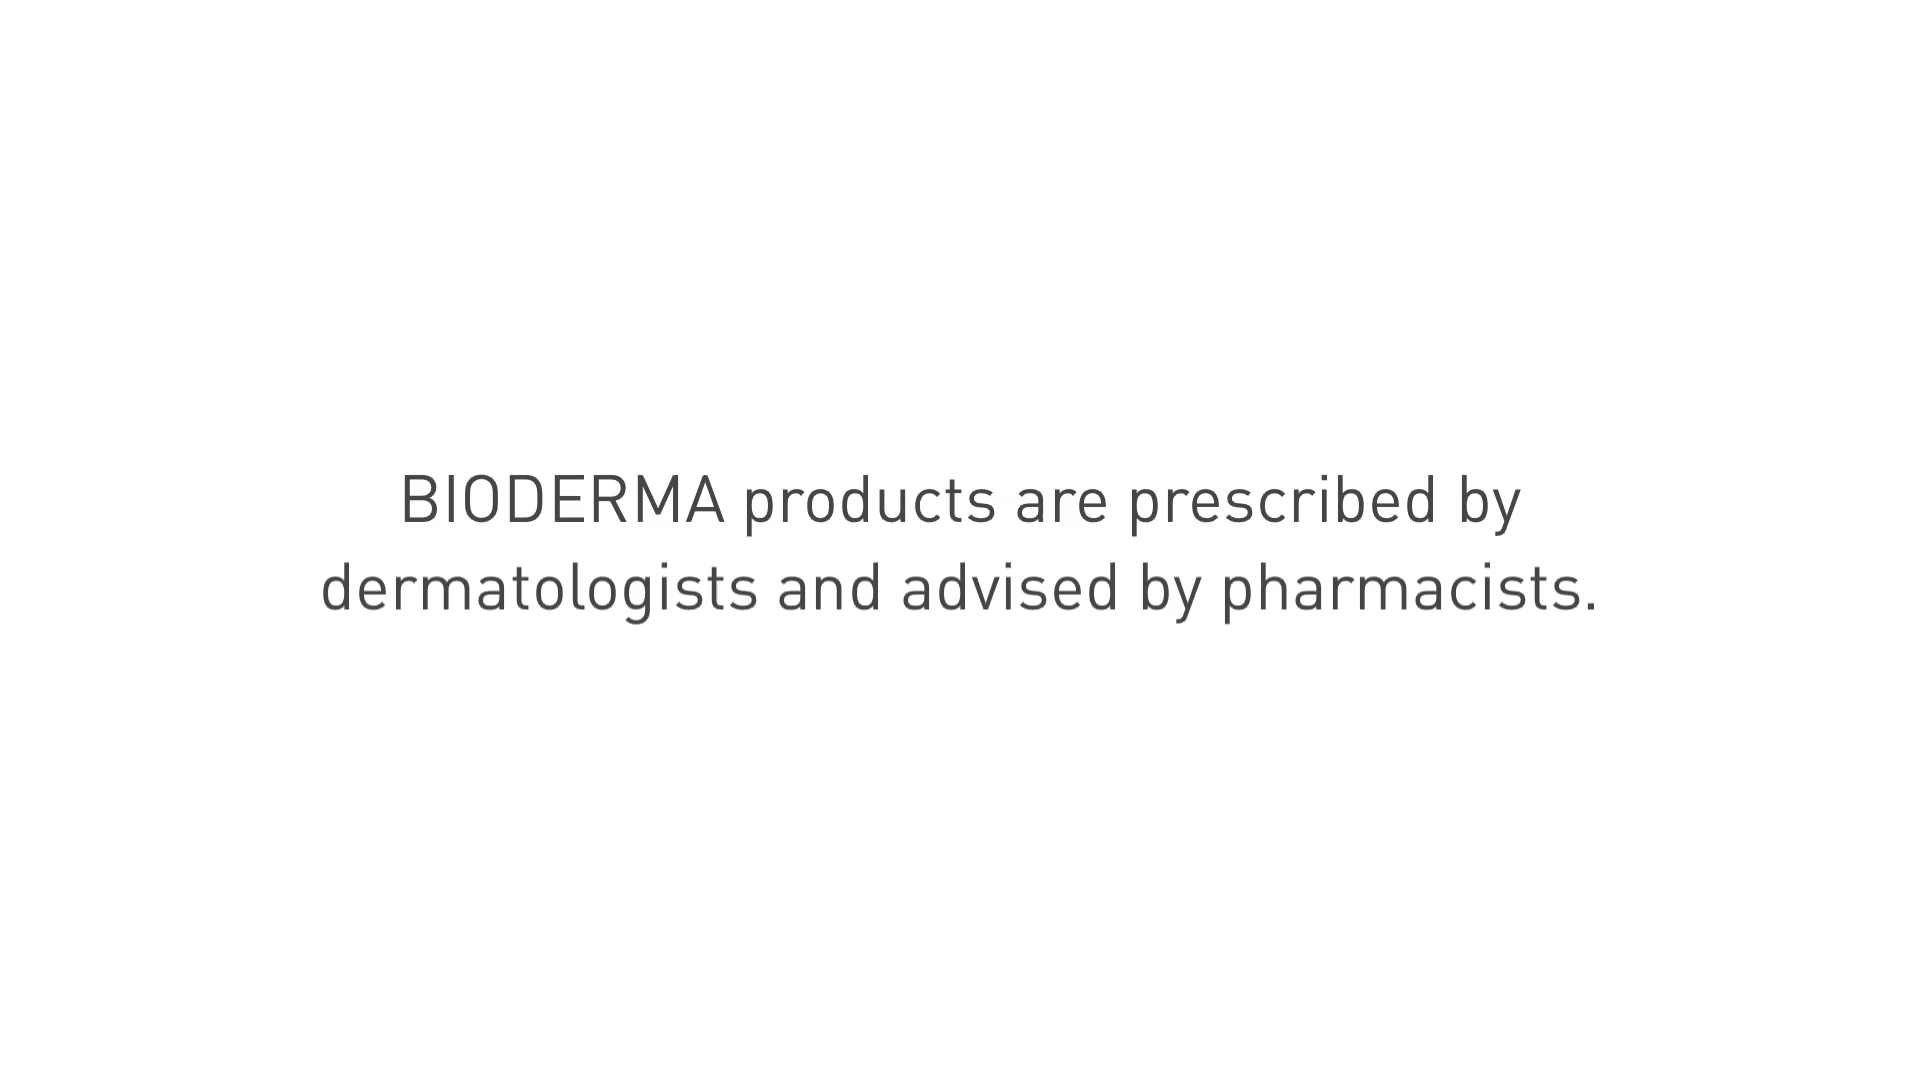 BIODERMA products are prescribed by
dermatologists and advised by pharmacists.